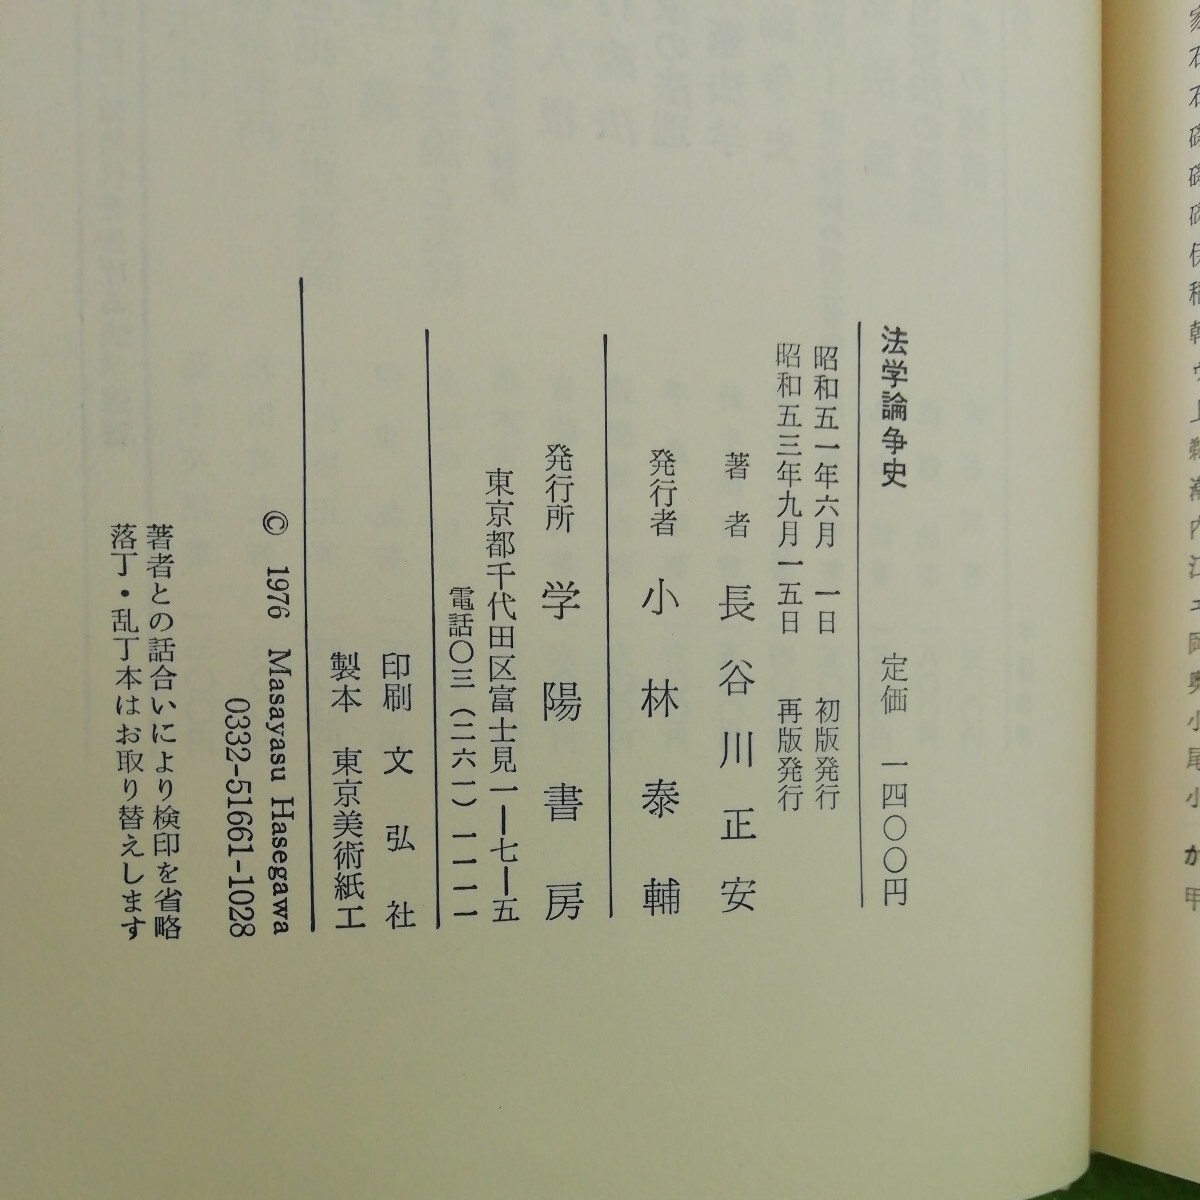 法学論争史　定価　一四〇〇円
昭和五一年六月　一日　初版発行
昭和五三年九月一五日　再版発行
著者　長谷川正安
発行者　小林泰輔
発行所　学陽書房
東京都千代田区富士見一―七―五
電話〇三(二六一)一一一一
印刷　文弘社
製本　東京美術紙工
© 1976 Masayasu Hasegawa
0332-51661-1028
著者との話合いにより検印を省略
落丁・乱丁本はお取り替えします